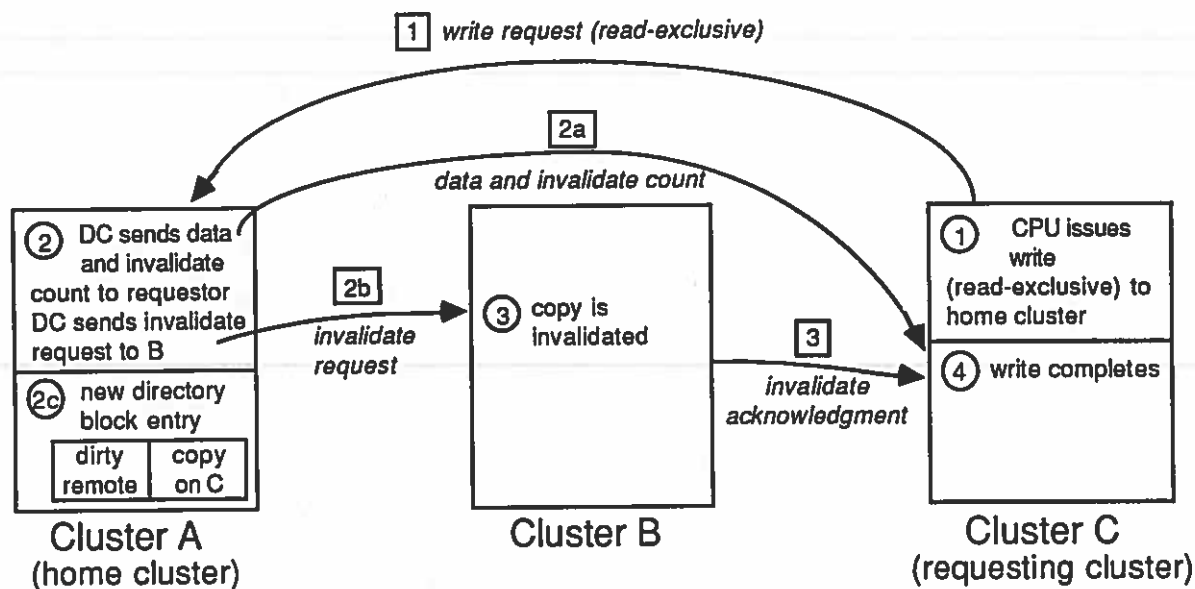 1 write request (read-exclusive)
2a
data and invalidate count
2 DC sends data
and invalidate
count to requestor
DC sends invalidate
request to B
2c new directory
block entry
dirty
remote
copy
on C
Cluster A
(home cluster)
2b
invalidate
request
3 copy is
invalidated
Cluster B
3
invalidate
acknowledgment
1 CPU issues
write
(read-exclusive) to
home cluster
4 write completes
Cluster C
(requesting cluster)